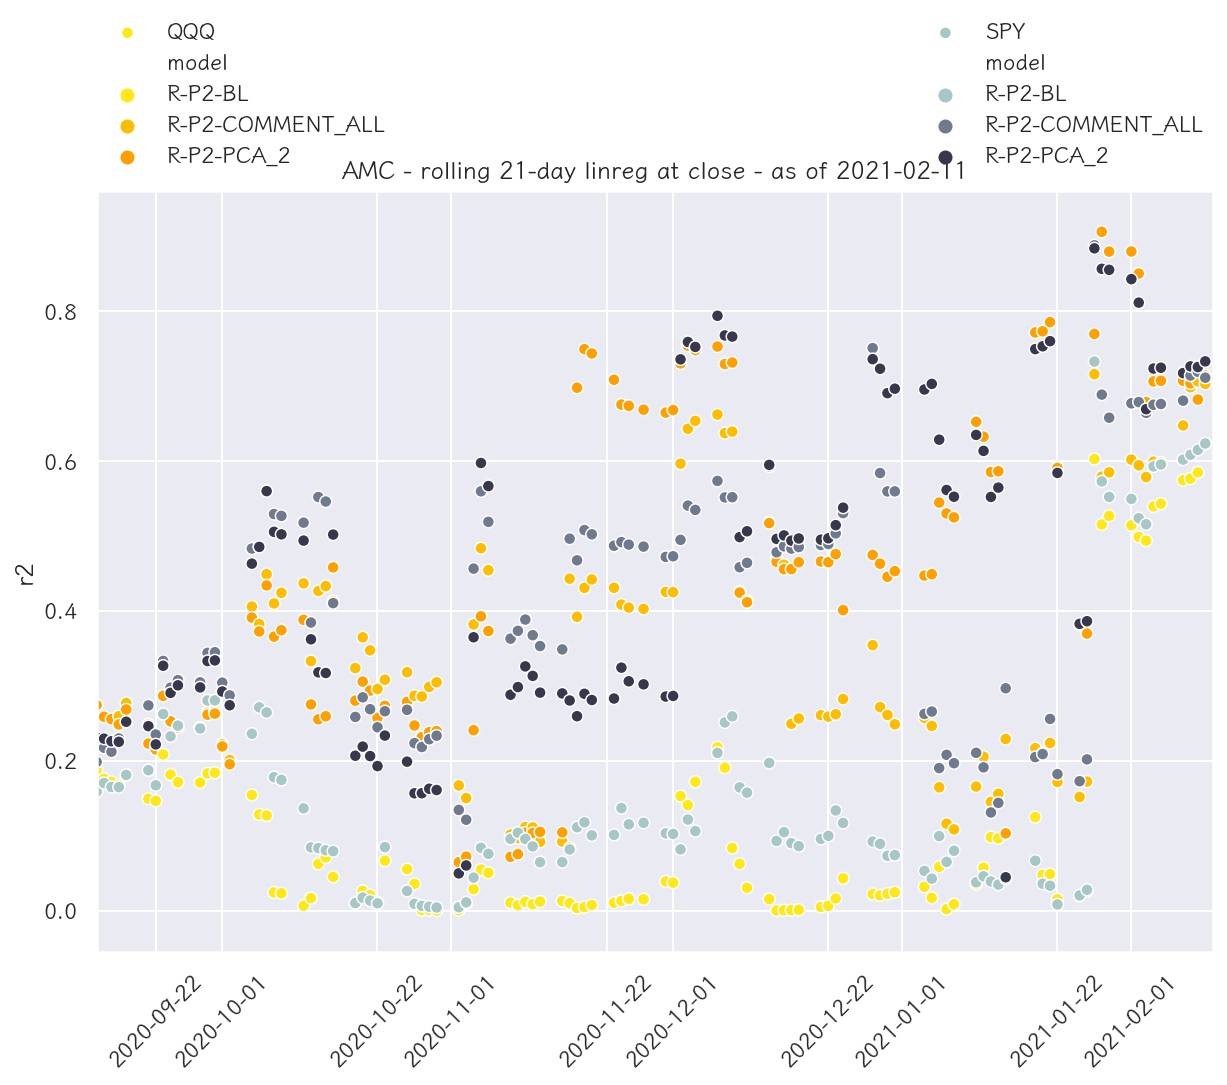 QQQ
model
R-P2-BL
R-P2-COMMENT_ALL
R-P2-PCA_2
SPY
model
R-P2-BL
R-P2-COMMENT_ALL
R-P2-PCA_2
AMC - rolling 21-day linreg at close - as of 2021-02-11
r2
0.8
0.6
0.4
0.2
0.0
2020-09-22
2020-10-01
2020-10-22
2020-11-01
2020-11-22
2020-12-01
2020-12-22
2021-01-01
2021-01-22
2021-02-01